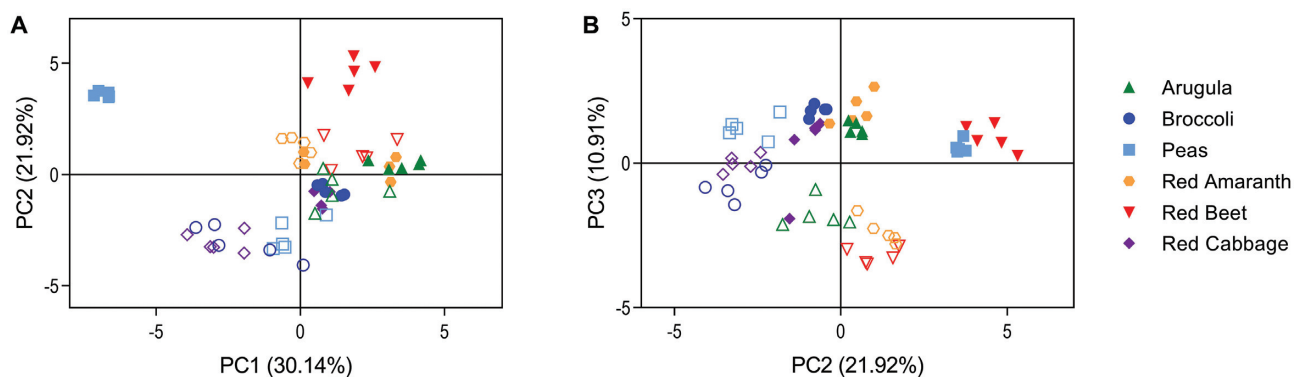 A
PC2 (21.92%)
5
0
-5
-5
0
5
PC1 (30.14%)
B
PC3 (10.91%)
5
0
-5
-5
0
5
PC2 (21.92%)
Arugula
Broccoli
Peas
Red Amaranth
Red Beet
Red Cabbage